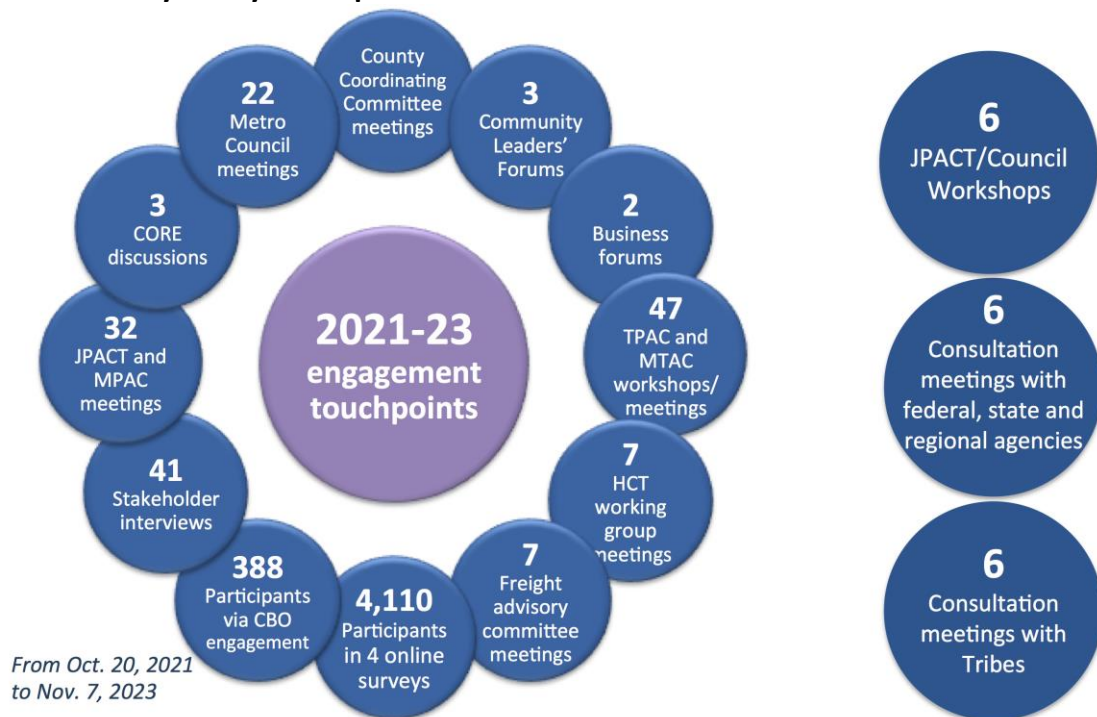 County
Coordinating
Committee
meetings
3
Community
Leaders’
Forums
2
Business
forums
47
TPAC and
MTAC
workshops/
meetings
7
HCT
working
group
meetings
7
Freight
advisory
committee
meetings
4,110
Participants
in 4 online
surveys
388
Participants
via CBO
engagement
41
Stakeholder
interviews
32
JPACT and
MPAC
meetings
3
CORE
discussions
22
Metro
Council
meetings
2021-23
engagement
touchpoints
From Oct. 20, 2021
to Nov. 7, 2023
6
JPACT/Council
Workshops
6
Consultation
meetings with
federal, state and
regional agencies
6
Consultation
meetings with
Tribes